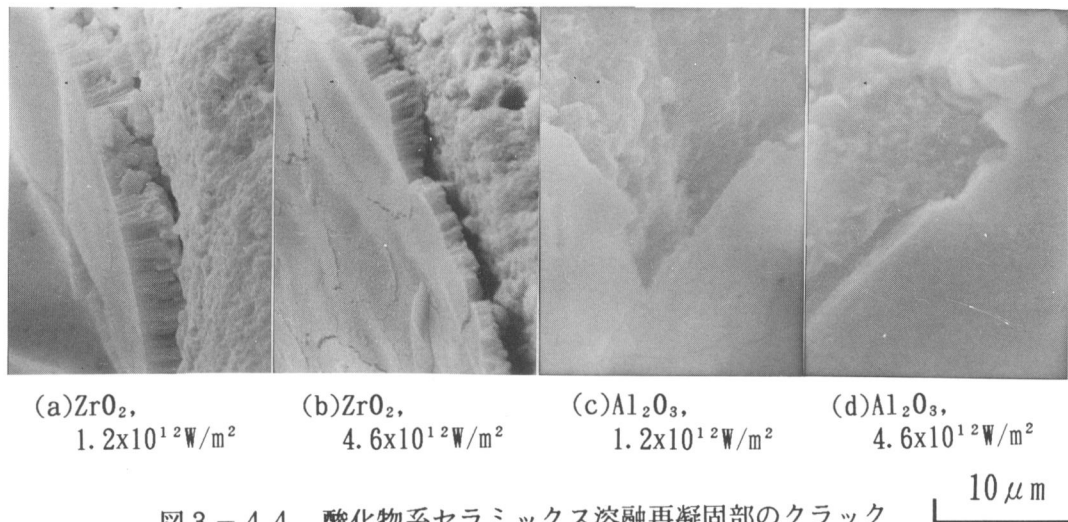 (a)ZrO₂,
1.2x10¹²W/m²
(b)ZrO₂,
4.6x10¹²W/m²
(c)Al₂O₃,
1.2x10¹²W/m²
(d)Al₂O₃,
4.6x10¹²W/m²
10μm
図3-44 酸化物系セラミックス溶融再凝固部のクラック